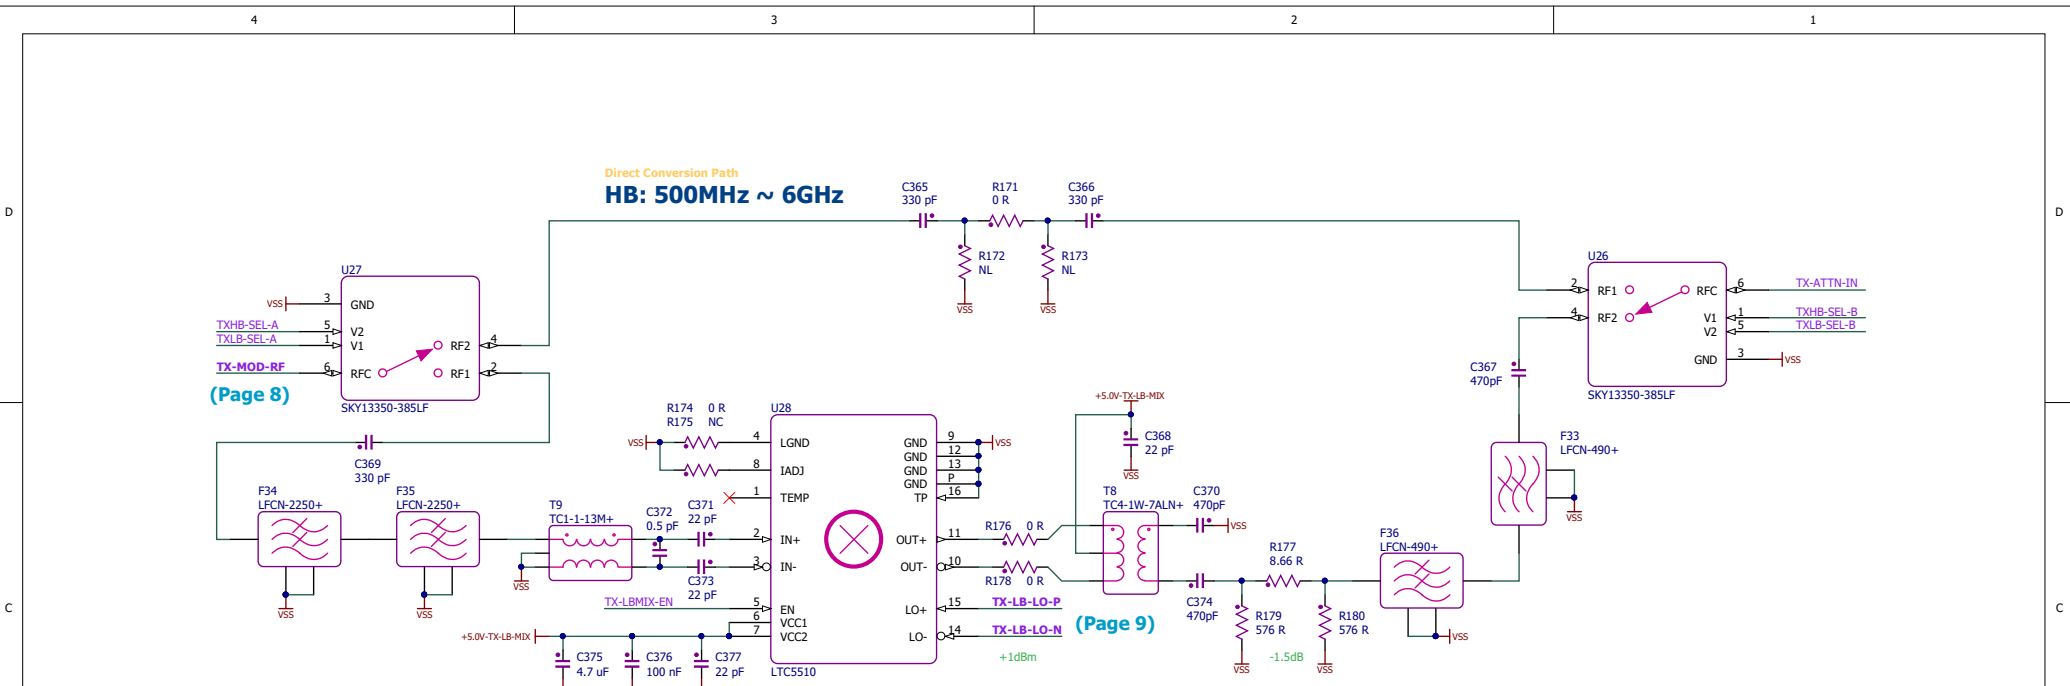 4 3 2 1
D D
C C
Direct Conversion Path
HB: 500MHz ~ 6GHz
C365
330 pF
R171
0 R
C366
330 pF
R172
NL
R173
NL
VSS
VSS
U27
VSS
3 GND
TXHB-SEL-A 5 V2
TXLB-SEL-A 1 V1
TX-MOD-RF 6 RFC
RF2 4
RF1 2
(Page 8)
SKY13350-385LF
U26
2 RF1
4 RF2
RFC 6 TX-ATTN-IN
V1 1 TXHB-SEL-B
V2 5 TXLB-SEL-B
GND 3 VSS
SKY13350-385LF
C367
470pF
C369
330 pF
F34
LFCN-2250+
VSS
F35
LFCN-2250+
VSS
T9
TC1-1-13M+
VSS
C372
0.5 pF
C371
22 pF
C373
22 pF
R174 0 R
R175 NC
VSS
U28
4 LGND
8 IADJ
1 TEMP
2 IN+
3 IN-
TX-LBMIX-EN 5 EN
6 VCC1
7 VCC2
+5.0V-TX-LB-MIX
GND 9 VSS
GND 12
GND 13
GND P
TP 16
OUT+ 11
OUT- 10
LO+ 15 TX-LB-LO-P
LO- 14 TX-LB-LO-N
LTC5510
+1dBm
(Page 9)
C375
4.7 uF
C376
100 nF
C377
22 pF
R176 0 R
R178 0 R
+5.0V-TX-LB-MIX
C368
22 pF
VSS
T8
TC4-1W-7ALN+
C370
470pF
VSS
C374
470pF
R177
8.66 R
R179
576 R
R180
576 R
VSS
-1.5dB
VSS
F36
LFCN-490+
VSS
F33
LFCN-490+
VSS